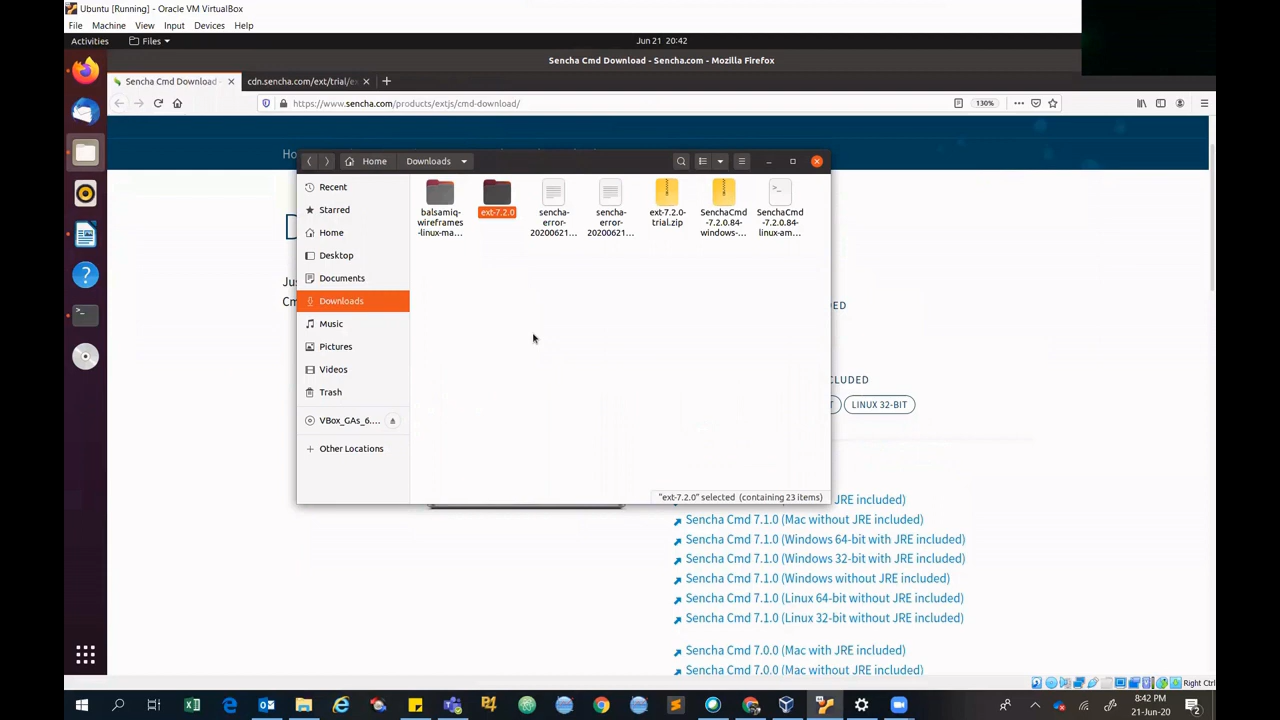 Ubuntu [Running] - Oracle VM VirtualBox
File Machine View Input Devices Help
Activities Files Jun 21 20:42
Sencha Cmd Download - Sencha.com - Mozilla Firefox
Sencha Cmd Download cdn.sencha.com/ext/trial/e
https://www.sencha.com/products/extjs/cmd-download/ 130%
Ho
Home Downloads
Recent
Starred
Home
Desktop
Documents
Downloads
Music
Pictures
Videos
Trash
VBox_GAs_6....
+ Other Locations
balsamiq-
wireframes
-linux-ma...
ext-7.2.0
sencha-
error-
20200621...
sencha-
error-
20200621...
ext-7.2.0-
trial.zip
SenchaCmd
-7.2.0.84-
windows-...
SenchaCmd
-7.2.0.84-
linux-am...
"ext-7.2.0" selected (containing 23 items)
D
Jus
Cm
ED
CLUDED
T LINUX 32-BIT
JRE included)
Sencha Cmd 7.1.0 (Mac without JRE included)
Sencha Cmd 7.1.0 (Windows 64-bit with JRE included)
Sencha Cmd 7.1.0 (Windows 32-bit with JRE included)
Sencha Cmd 7.1.0 (Windows without JRE included)
Sencha Cmd 7.1.0 (Linux 64-bit without JRE included)
Sencha Cmd 7.1.0 (Linux 32-bit without JRE included)
Sencha Cmd 7.0.0 (Mac with JRE included)
Sencha Cmd 7.0.0 (Mac without JRE included)
Right Ctrl
8:42 PM
21-Jun-20